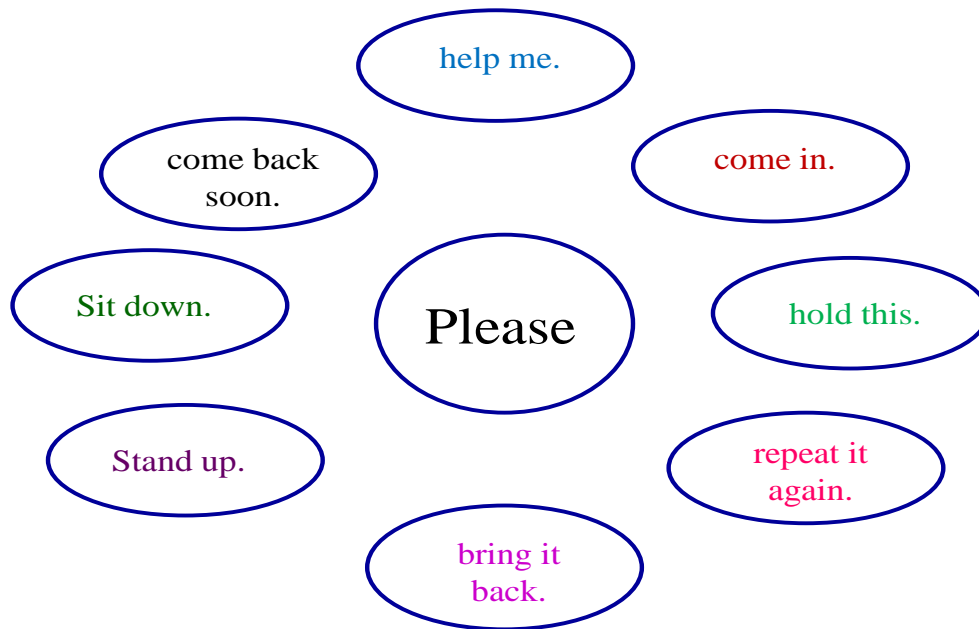 help me.
come back
soon.
come in.
Sit down.
Please
hold this.
Stand up.
repeat it
again.
bring it
back.